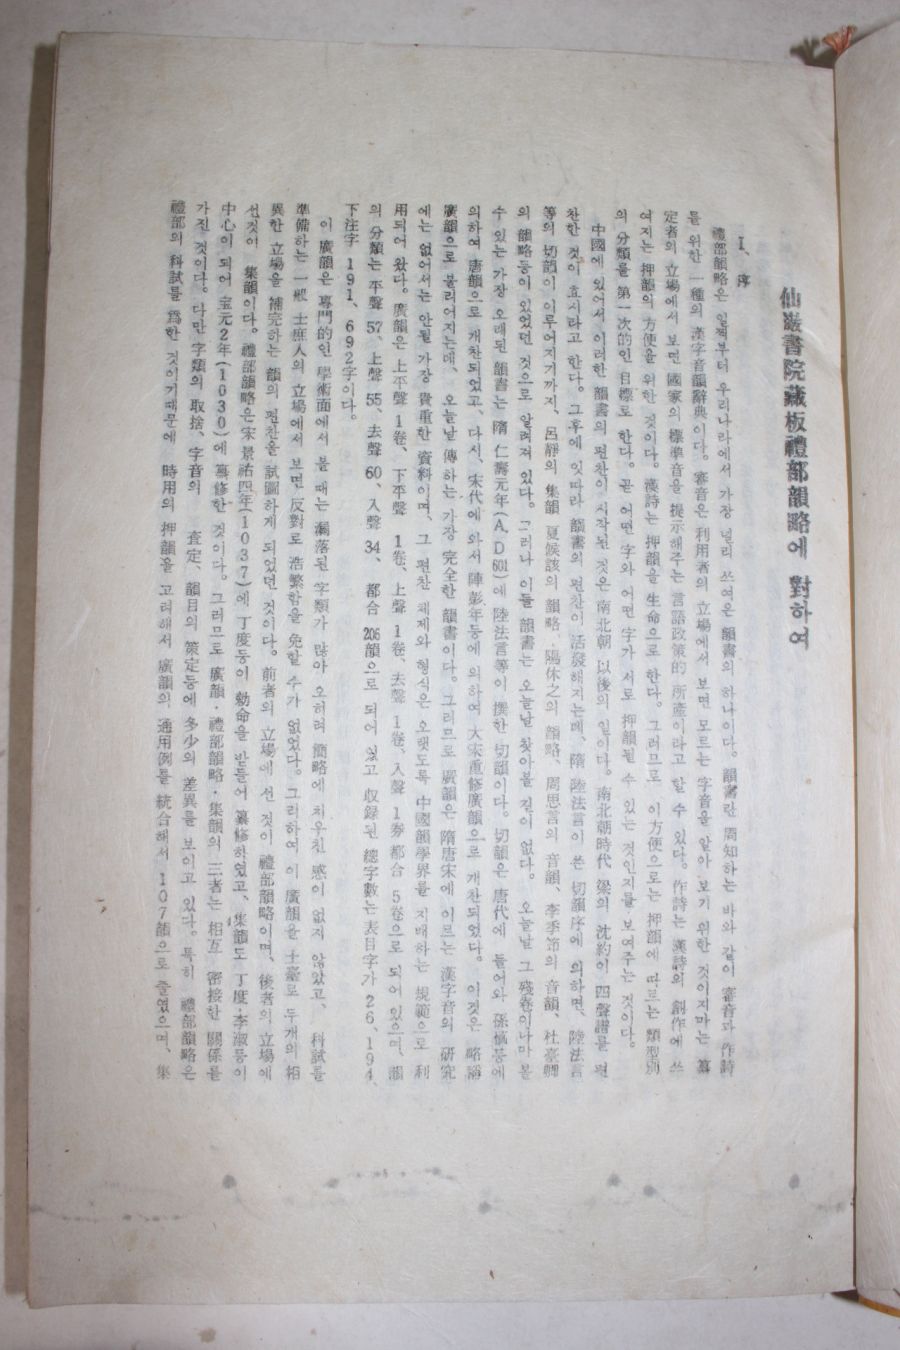 仙巖書院藏板禮部韻略에 對하여
Ⅰ、序
禮部韻略은 일찍부터 우리나라에서 가장 널리 쓰여온 韻書의 하나이다。韻書란 周知하는 바와 같이 審音과 作詩
를 위한 一種의 漢字音韻辭典이다。審音은 利用者의 立場에서 보면 모르는 字音을 알아 보기 위한 것이지마는 纂
定者의 立場에서 보면 國家의 標準音을 提示해주는 言語政策的 所產이라고 할 수 있다。作詩는 漢詩의 創作에 쓰
여지는 押韻의 方便을 위한 것이다。漢詩는 押韻을 生命으로 한다。그러므로 이 方便으로는 押韻에 따르는 類型別
의 分類를 第一次的인 目標로 한다。곧 어떤 字와 어떤 字가 서로 押韻될 수 있는 것인지를 보여주는 것이다。
中國에 있어서 이러한 韻書의 편찬이 시작된 것은 南北朝 以後의 일이다。南北朝時代 梁의 沈約이 四聲譜를 편
찬한 것이 효시라고 한다。그후에 잇따라 韻書의 편찬이 活發해지는데、隋 陸法言이 쓴 切韻序에 의하면、陸法言
等의 切韻이 이루어지기까지、呂靜의 集韻 夏候該의 韻略、陽休之의 韻略、周思言의 音韻、李季節의 音韻、杜臺卿
의 韻略등이 있었던 것으로 알려져 있다。그러나 이들 韻書는 오늘날 찾아볼 길이 없다。 오늘날 그 殘卷이나마 볼
수 있는 가장 오래된 韻書는 隋 仁壽元年(A. D 601)에 陸法言等이 撰한 切韻이다。切韻은 唐代에 들어와 孫愐등에
의하여 唐韻으로 개찬되었고、다시、宋代에 와서 陳彭年등에 의하여 大宋重修廣韻으로 개찬되었다。 이것은 略稱
廣韻으로 불리어지는데、오늘날 傳하는 가장 完全한 韻書이다。그러므로 廣韻은 隋唐宋에 이르는 漢字音의 研究
에는 없어서는 안될 가장 貴重한 資料이며、그 편찬 체제와 형식은 오랫도록 中國韻學界를 지배하는 規範으로 利
用되어 왔다。廣韻은 上平聲 1卷、下平聲 1卷、上聲 1卷、去聲 1卷、入聲 1券 都合 5卷으로 되어 있으며、韻
의 分類는 平聲 57、上聲 55、去聲 60、入聲 34、 都合 206韻으로 되어 있고 收録된 總字數는 表目字가 26、194、
下注字 191、692字이다。
이 廣韻은 專門的인 學術面에서 볼 때는 漏落된 字類가 많아 오히려 簡略에 치우친 感이 없지 않았고、 科試를
準備하는 一般 士庶人의 立場에서 보면 反對로 浩繁함을 免할 수가 없었다。그리하여 이 廣韻을 土臺로 두개의 相
異한 立場을 補完하는 韻의 편찬을 試圖하게 되었던 것이다。前者의 立場에 선 것이 禮部韻略이며、後者의 立場에
선것이 集韻이다。禮部韻略은 宋 景祐四年(1037)에 丁度등이 勅命을 받들어 纂修하였고、集韻도 丁度·李淑등이
中心이 되어 宝元2年(1030)에 纂修한 것이다。그러므로 廣韻·禮部韻略·集韻의 三者는 相互 密接한 關係를
가진 것이다。다만 字類의 取捨、字音의 查定、韻目의 策定等에 多少의 差異를 보이고 있다。특히 禮部韻略은
禮部의 科試를 爲한 것이기때문에 時用의 押韻을 고려해서 廣韻의 通用例를 統合해서 107韻으로 줄였으며、集